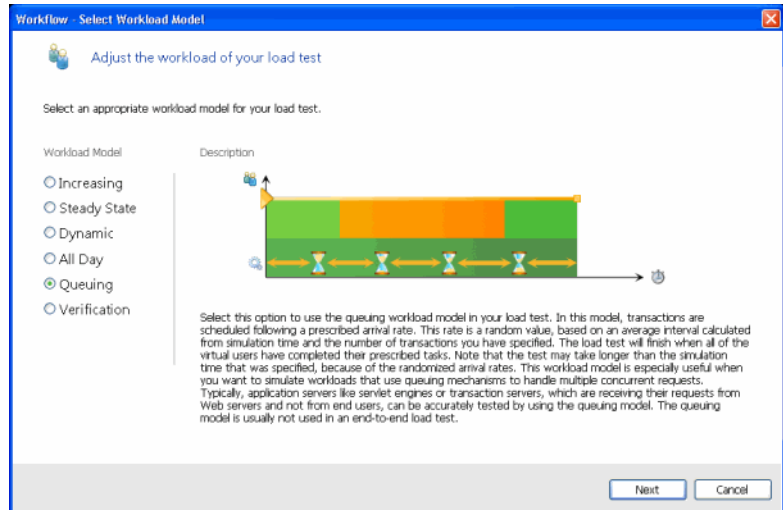 Workflow - Select Workload Model
Adjust the workload of your load test
Select an appropriate workload model for your load test.
Workload Model
Description
Increasing
Steady State
Dynamic
All Day
Queuing
Verification
Select this option to use the queuing workload model in your load test. In this model, transactions are
scheduled following a prescribed arrival rate. This rate is a random value, based on an average interval calculated
from simulation time and the number of transactions you have specified. The load test will finish when all of the
virtual users have completed their prescribed tasks. Note that the test may take longer than the simulation
time that was specified, because of the randomized arrival rates. This workload model is especially useful when
you want to simulate workloads that use queuing mechanisms to handle multiple concurrent requests.
Typically, application servers like servlet engines or transaction servers, which are receiving their requests from
Web servers and not from end users, can be accurately tested by using the queuing model. The queuing
model is usually not used in an end-to-end load test.
Next
Cancel